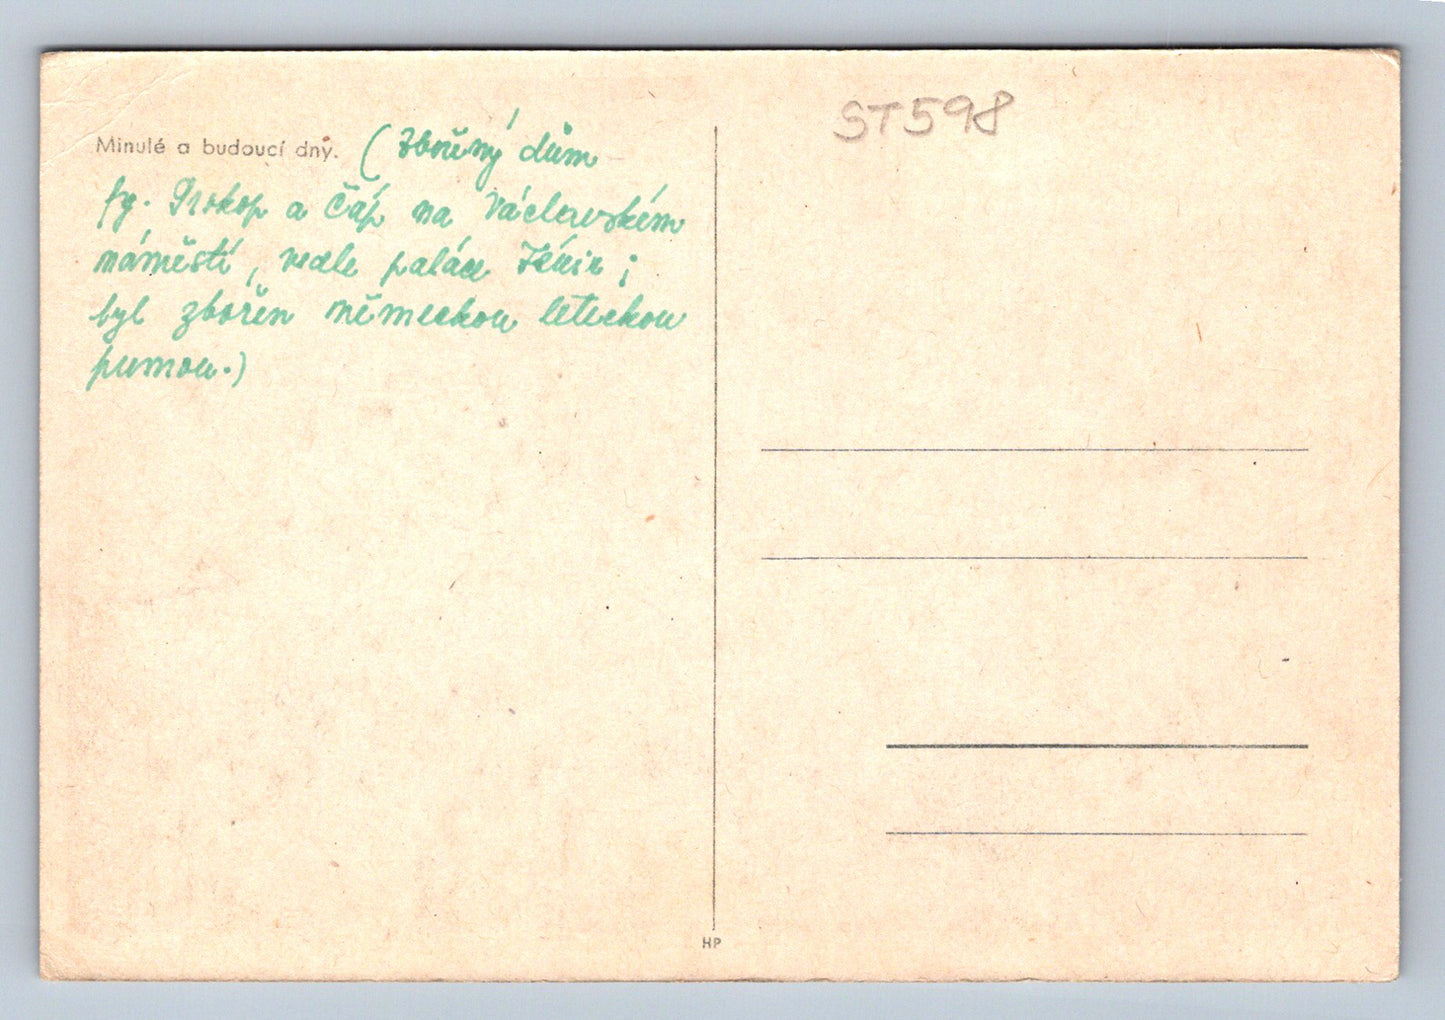 ST598
Minulé a budoucí dny. (Zbořený dům
fy. Prokop a Čáp na Václavském
náměstí, vedle paláce Fénix;
byl zbořen německou leteckou
pumou.)
HP